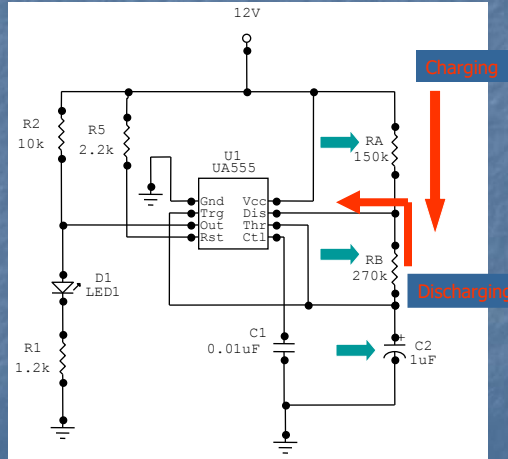 12V
Charging
R2
10k
R5
2.2k
RA
150k
U1
UA555
Gnd Vcc
Trg Dis
Out Thr
Rst Ctl
RB
270k
D1
LED1
Discharging
C1
0.01uF
+
C2
1uF
R1
1.2k